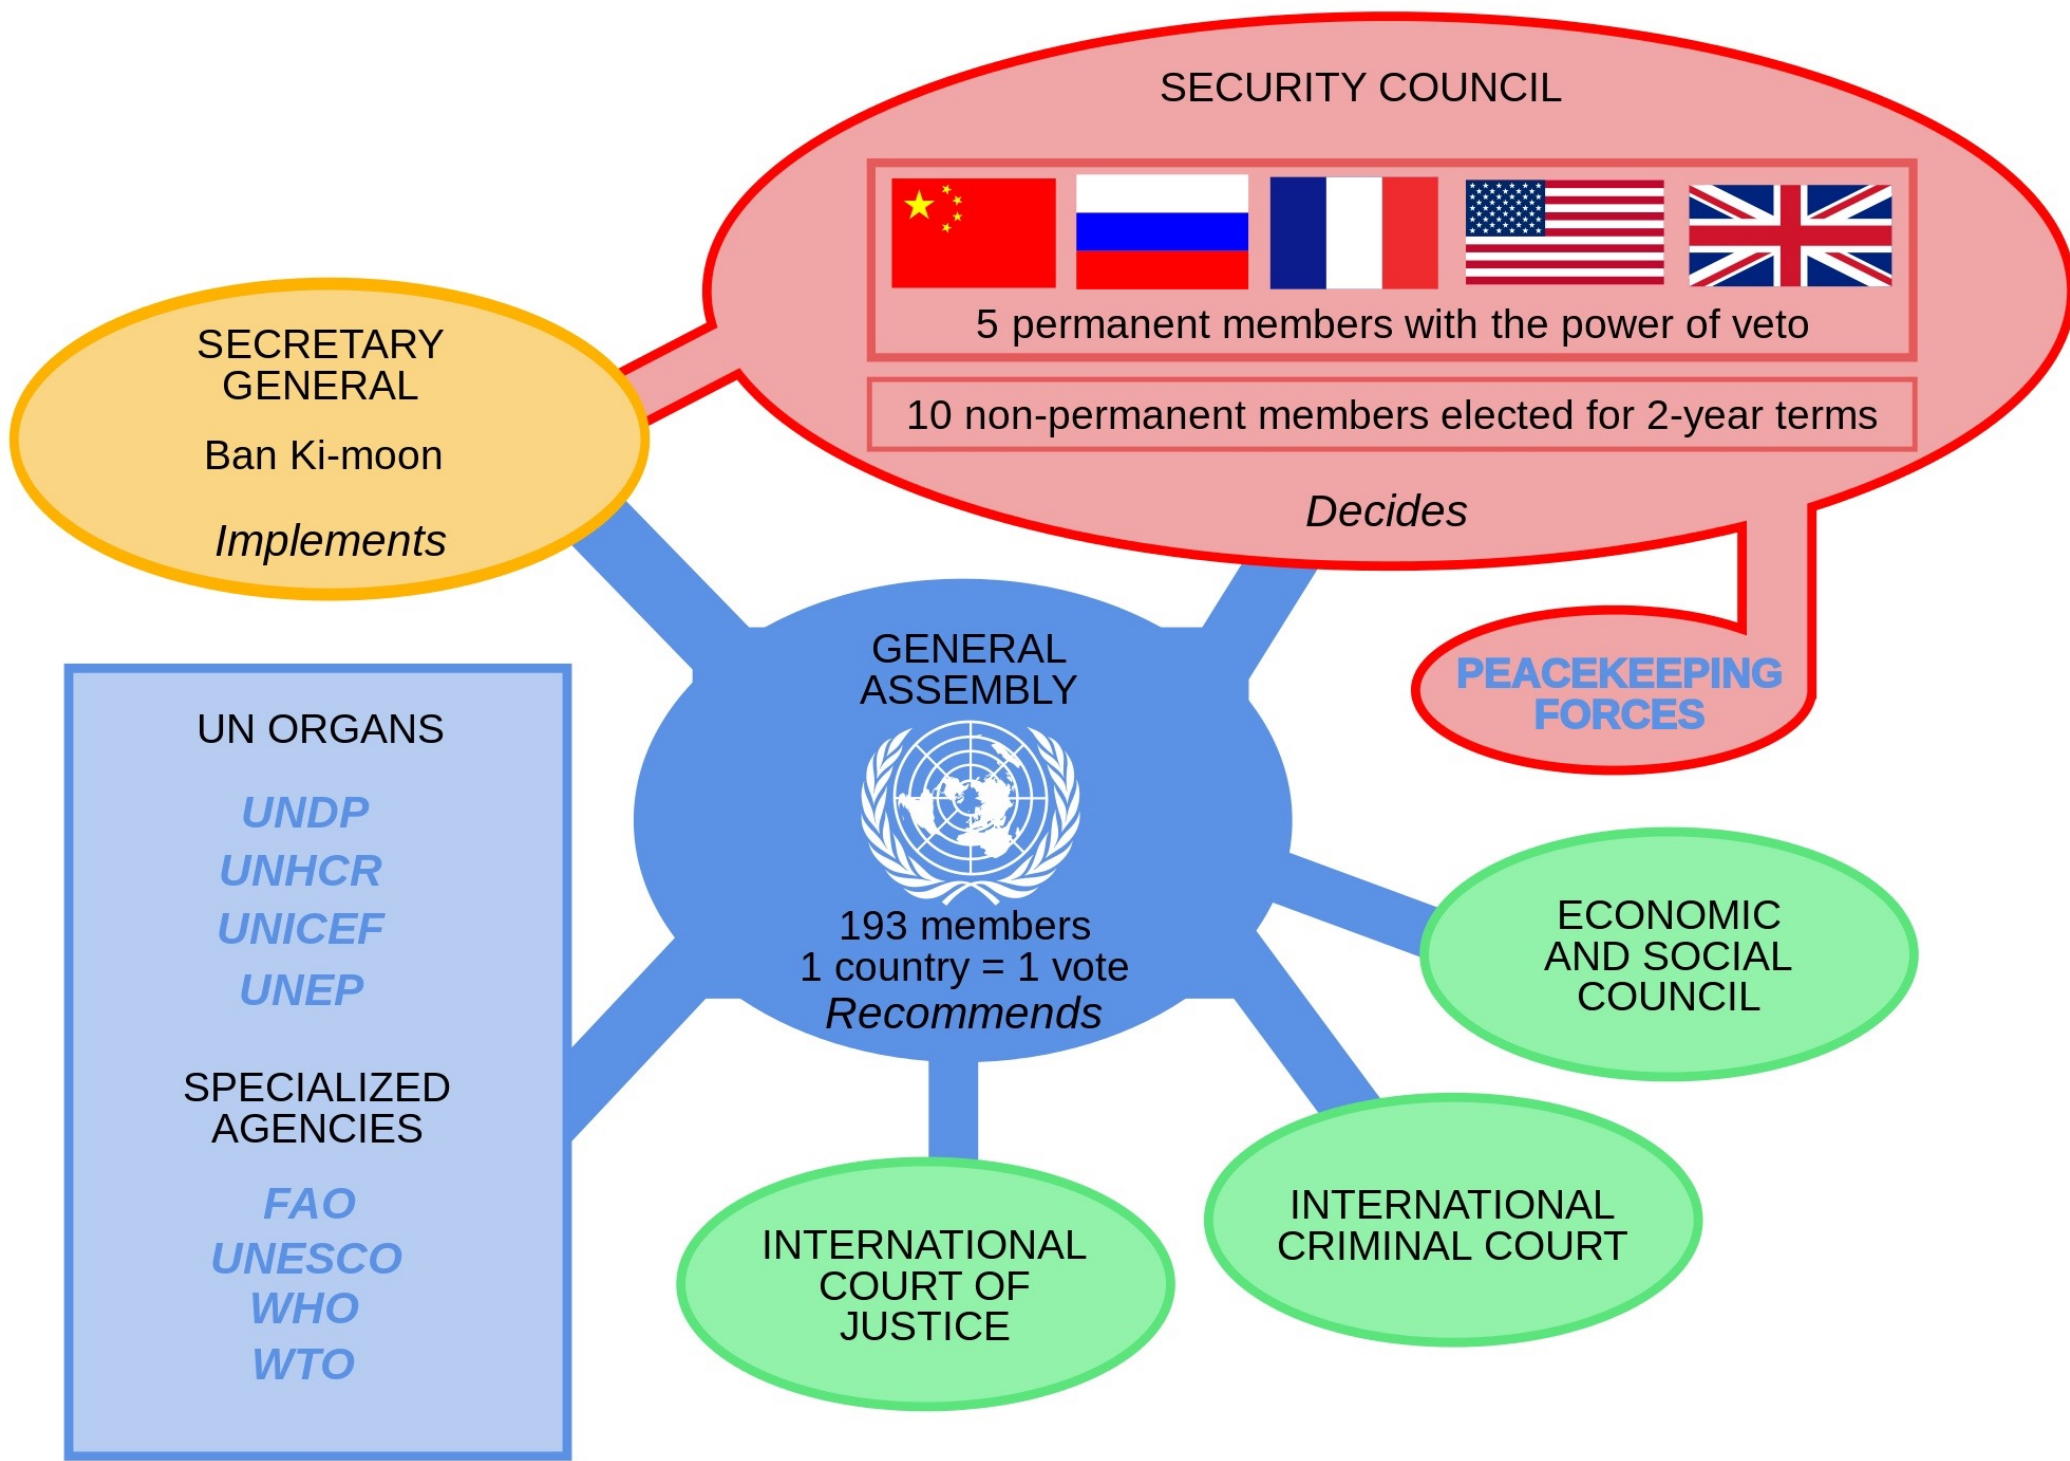 SECURITY COUNCIL
5 permanent members with the power of veto
10 non-permanent members elected for 2-year terms
Decides
SECRETARY
GENERAL
Ban Ki-moon
Implements
PEACEKEEPING
FORCES
GENERAL
ASSEMBLY
193 members
1 country = 1 vote
Recommends
UN ORGANS
UNDP
UNHCR
UNICEF
UNEP
SPECIALIZED
AGENCIES
FAO
UNESCO
WHO
WTO
ECONOMIC
AND SOCIAL
COUNCIL
INTERNATIONAL
CRIMINAL COURT
INTERNATIONAL
COURT OF
JUSTICE